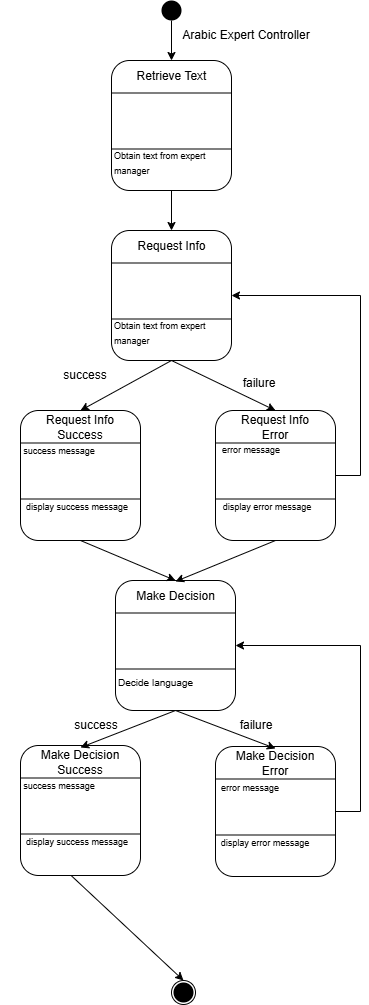 Arabic Expert Controller
Retrieve Text
Obtain text from expert
manager
Request Info
Obtain text from expert
manager
success
failure
Request Info
Success
success message
display success message
Request Info
Error
error message
display error message
Make Decision
Decide language
success
failure
Make Decision
Success
success message
display success message
Make Decision
Error
error message
display error message